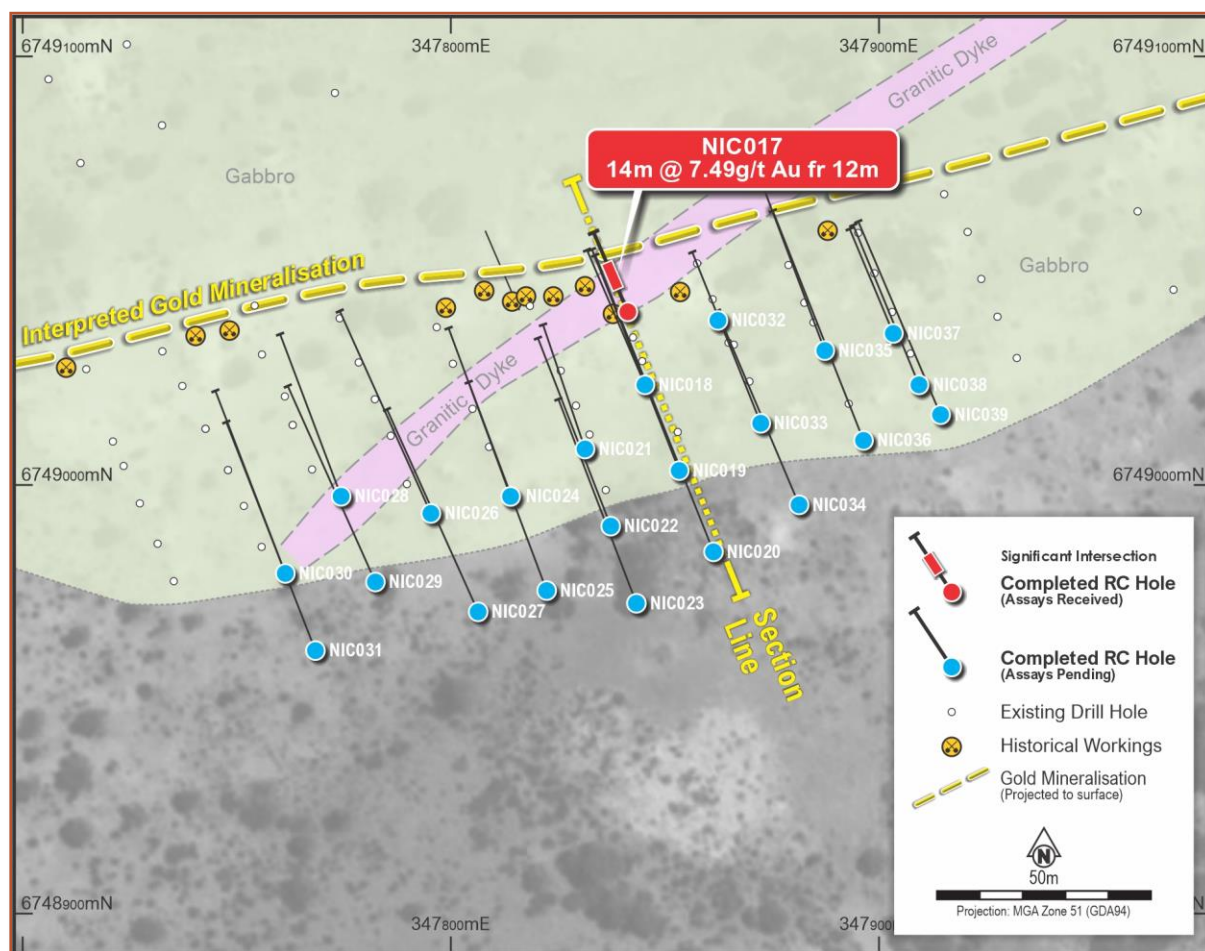 6749100mN
347800mE
347900mE
6749100mN
Granitic Dyke
NIC017
14m @ 7.49g/t Au fr 12m
Gabbro
Gabbro
Interpreted Gold Mineralisation
Granitic Dyke
NIC032
NIC035
NIC037
NIC018
NIC038
NIC039
NIC033
NIC036
NIC021
NIC019
6749000mN
6749000mN
NIC028
NIC024
NIC026
NIC034
NIC022
NIC020
NIC030
NIC029
NIC025
NIC027
NIC023
NIC031
Section
Line
Significant Intersection
Completed RC Hole
(Assays Received)
Completed RC Hole
(Assays Pending)
Existing Drill Hole
Historical Workings
Gold Mineralisation
(Projected to surface)
N
50m
Projection: MGA Zone 51 (GDA94)
6748900mN
347800mE
347900mE
6748900mN